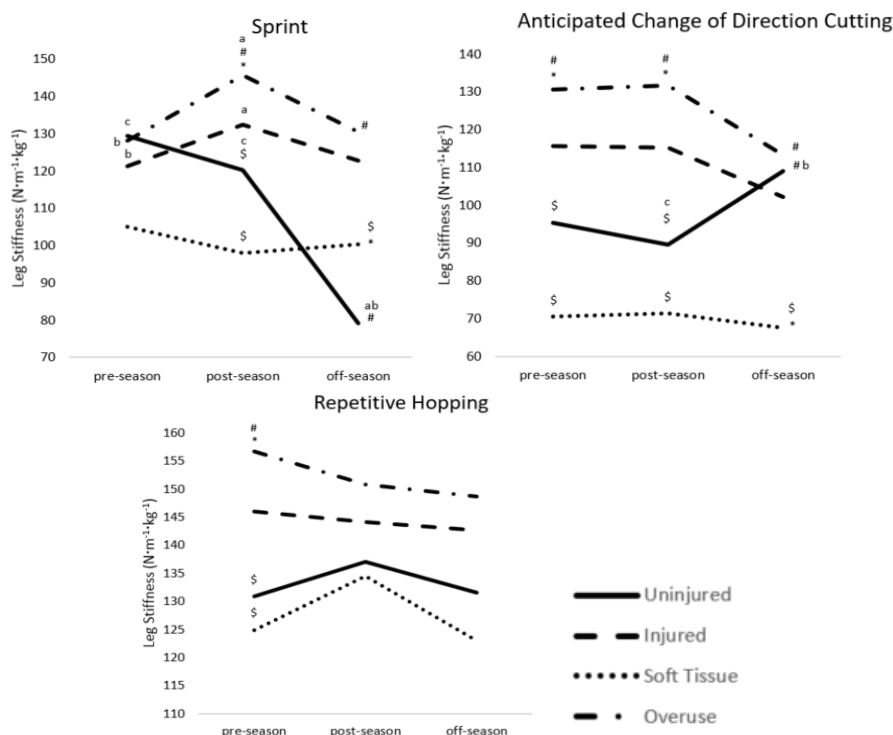 Sprint
Leg Stiffness (N·m⁻¹·kg⁻¹)
150
140
130
120
110
100
90
80
70
a
#
*
c
b
b
a
c
$
#
$
$
*
ab
#
pre-season
post-season
off-season
Anticipated Change of Direction Cutting
Leg Stiffness (N·m⁻¹·kg⁻¹)
140
130
120
110
100
90
80
70
60
#
*
#
*
#
# b
$
c
$
$
$
$
*
pre-season
post-season
off-season
Repetitive Hopping
Leg Stiffness (N·m⁻¹·kg⁻¹)
160
155
150
145
140
135
130
125
120
115
110
#
*
$
$
pre-season
post-season
off-season
Uninjured
Injured
Soft Tissue
Overuse